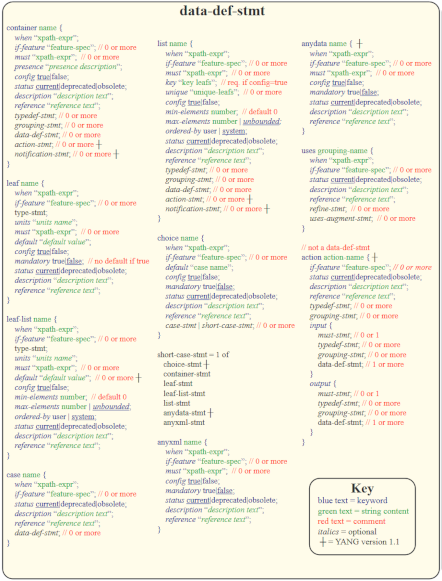 data-def-stmt
container name {
when “xpath-expr”;
if-feature “feature-spec”; // 0 or more
must “xpath-expr”; // 0 or more
presence “presence description”;
config true|false;
status current|deprecated|obsolete;
description “description text”;
reference “reference text”;
typedef-stmt; // 0 or more
grouping-stmt; // 0 or more
data-def-stmt; // 0 or more
action-stmt; // 0 or more ┼
notification-stmt; // 0 or more ┼
}
leaf name {
when “xpath-expr”;
if-feature “feature-spec”; // 0 or more
type-stmt;
units “units name”;
must “xpath-expr”; // 0 or more
default “default value”;
config true|false;
mandatory true|false; // no default if true
status current|deprecated|obsolete;
description “description text”;
reference “reference text”;
}
leaf-list name {
when “xpath-expr”;
if-feature “feature-spec”; // 0 or more
type-stmt;
units “units name”;
must “xpath-expr”; // 0 or more
default “default value”; // 0 or more ┼
config true|false;
min-elements number; // default 0
max-elements number | unbounded;
ordered-by user | system;
status current|deprecated|obsolete;
description “description text”;
reference “reference text”;
}
case name {
when “xpath-expr”;
if-feature “feature-spec”; // 0 or more
status current|deprecated|obsolete;
description “description text”;
reference “reference text”;
data-def-stmt; // 0 or more
}
list name {
when “xpath-expr”;
if-feature “feature-spec”; // 0 or more
must “xpath-expr”; // 0 or more
key “key leafs”; // req. if config=true
unique “unique-leafs”; // 0 or more
config true|false;
min-elements number; // default 0
max-elements number | unbounded;
ordered-by user | system;
status current|deprecated|obsolete;
description “description text”;
reference “reference text”;
typedef-stmt; // 0 or more
grouping-stmt; // 0 or more
data-def-stmt; // 0 or more
action-stmt; // 0 or more ┼
notification-stmt; // 0 or more ┼
}
choice name {
when “xpath-expr”;
if-feature “feature-spec”; // 0 or more
default “case name”;
config true|false;
mandatory true|false;
status current|deprecated|obsolete;
description “description text”;
reference “reference text”;
case-stmt | short-case-stmt; // 0 or more
}
short-case-stmt = 1 of
choice-stmt ┼
container-stmt
leaf-stmt
leaf-list-stmt
list-stmt
anydata-stmt ┼
anyxml-stmt
anyxml name {
when “xpath-expr”;
if-feature “feature-spec”; // 0 or more
must “xpath-expr”; // 0 or more
config true|false;
mandatory true|false;
status current|deprecated|obsolete;
description “description text”;
reference “reference text”;
}
anydata name { ┼
when “xpath-expr”;
if-feature “feature-spec”; // 0 or more
must “xpath-expr”; // 0 or more
config true|false;
mandatory true|false;
status current|deprecated|obsolete;
description “description text”;
reference “reference text”;
}
uses grouping-name {
when “xpath-expr”;
if-feature “feature-spec”; // 0 or more
status current|deprecated|obsolete;
description “description text”;
reference “reference text”;
refine-stmt; // 0 or more
uses-augment-stmt; // 0 or more
}
// not a data-def-stmt
action action-name { ┼
if-feature “feature-spec”; // 0 or more
status current|deprecated|obsolete;
description “description text”;
reference “reference text”;
typedef-stmt; // 0 or more
grouping-stmt; // 0 or more
input {
must-stmt; // 0 or 1
typedef-stmt; // 0 or more
grouping-stmt; // 0 or more
data-def-stmt; // 1 or more
}
output {
must-stmt; // 0 or 1
typedef-stmt; // 0 or more
grouping-stmt; // 0 or more
data-def-stmt; // 1 or more
}
}
Key
blue text = keyword
green text = string content
red text = comment
italics = optional
┼ = YANG version 1.1